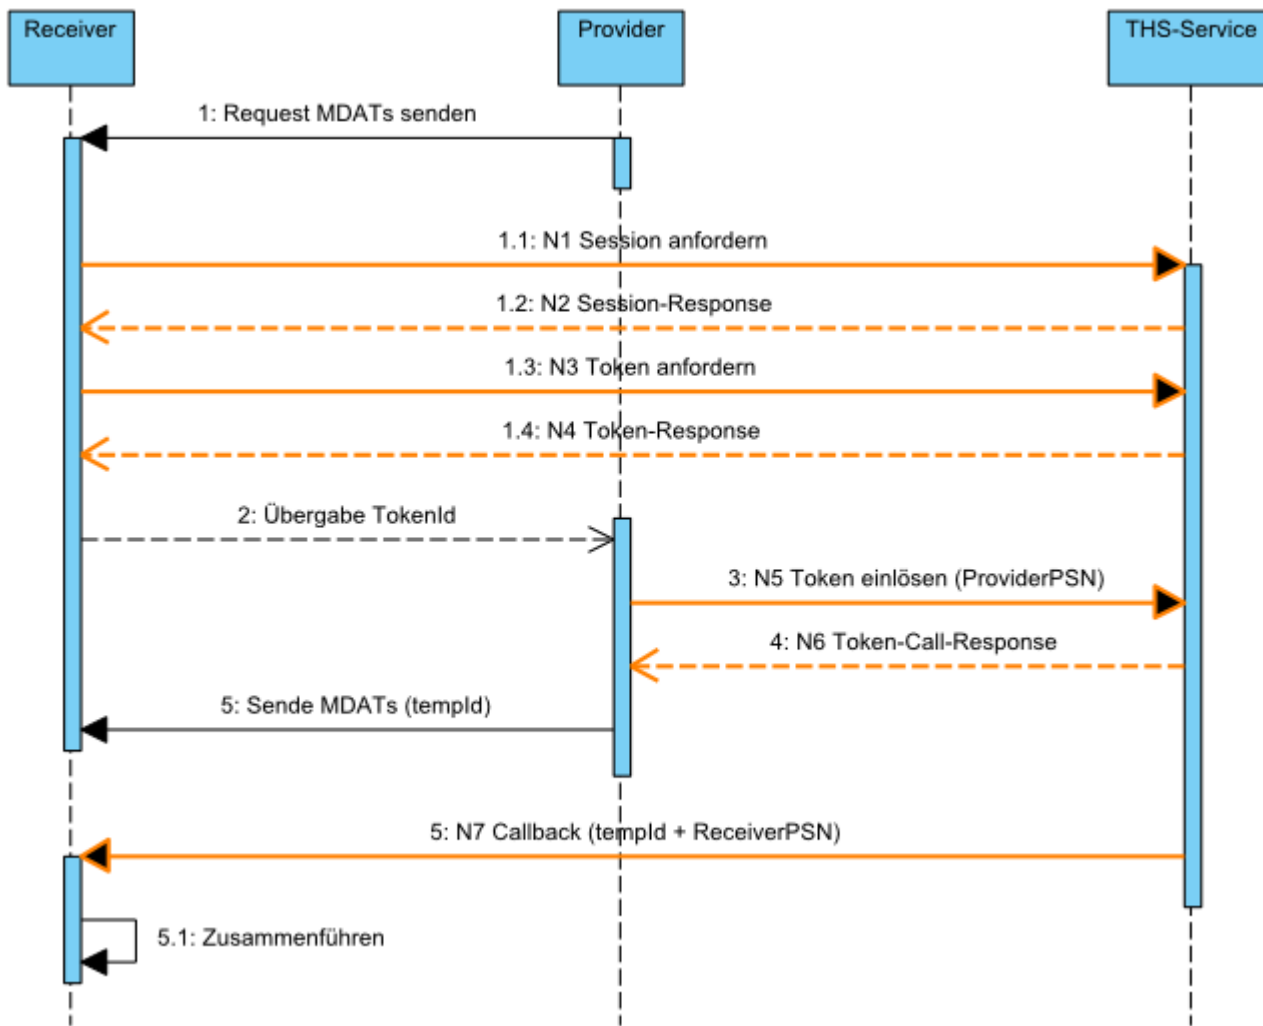 Receiver
Provider
THS-Service
1: Request MDATs senden
1.1: N1 Session anfordern
1.2: N2 Session-Response
1.3: N3 Token anfordern
1.4: N4 Token-Response
2: Übergabe TokenId
3: N5 Token einlösen (ProviderPSN)
4: N6 Token-Call-Response
5: Sende MDATs (tempId)
5: N7 Callback (tempId + ReceiverPSN)
5.1: Zusammenführen